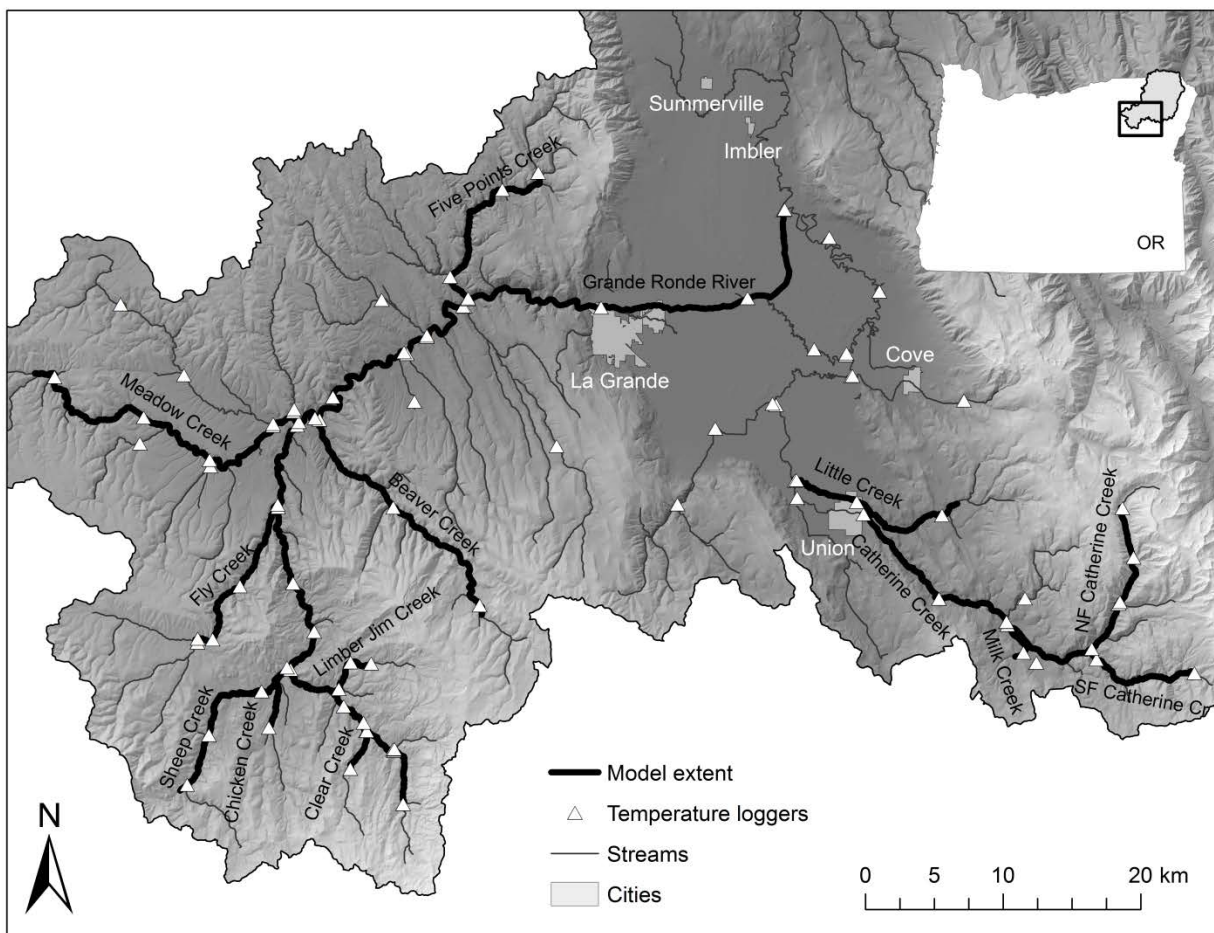 Summerville
Imbler
OR
Five Points Creek
Grande Ronde River
Cove
La Grande
Meadow Creek
Beaver Creek
Little Creek
Union
Catherine Creek
NF Catherine Creek
Milk Creek
SF Catherine Cr
Fly Creek
Limber Jim Creek
Sheep Creek
Chicken Creek
Clear Creek
Model extent
Temperature loggers
Streams
Cities
N
0 5 10 20 km